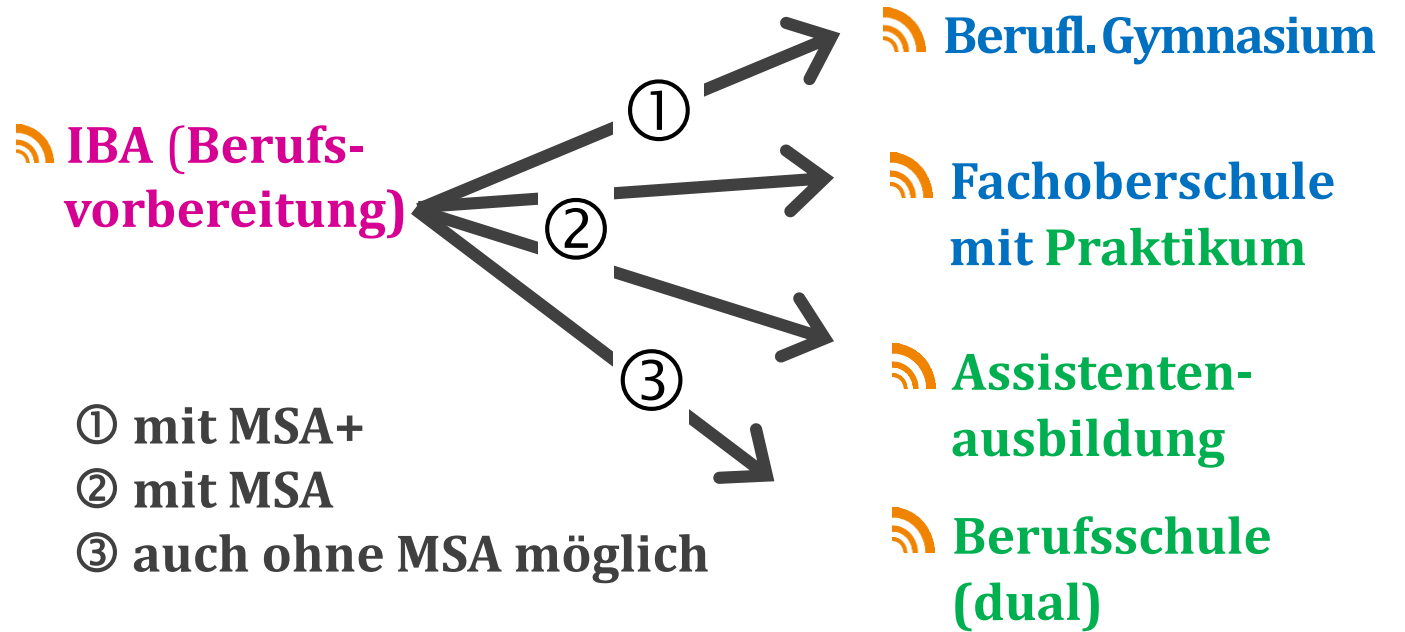 IBA (Berufs-
vorbereitung)
①
②
③
Berufl. Gymnasium
Fachoberschule
mit Praktikum
Assistenten-
ausbildung
Berufsschule
(dual)
① mit MSA+
② mit MSA
③ auch ohne MSA möglich